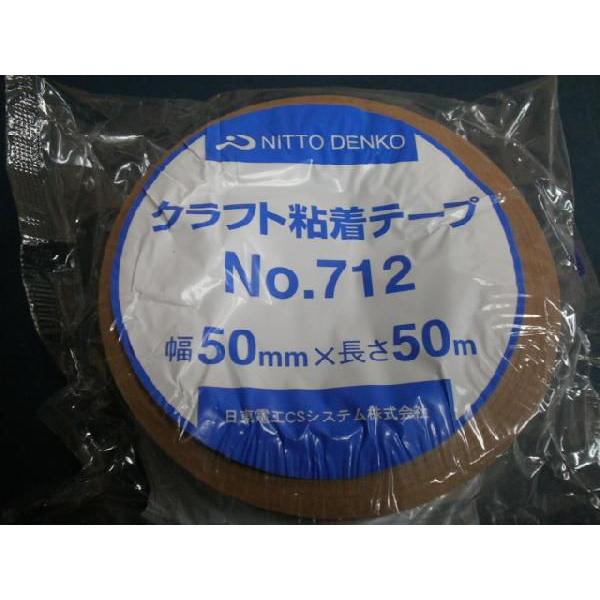 NITTO DENKO
クラフト粘着テープ
No.712
幅50mm×長さ50m
日東電工CSシステム株式会社